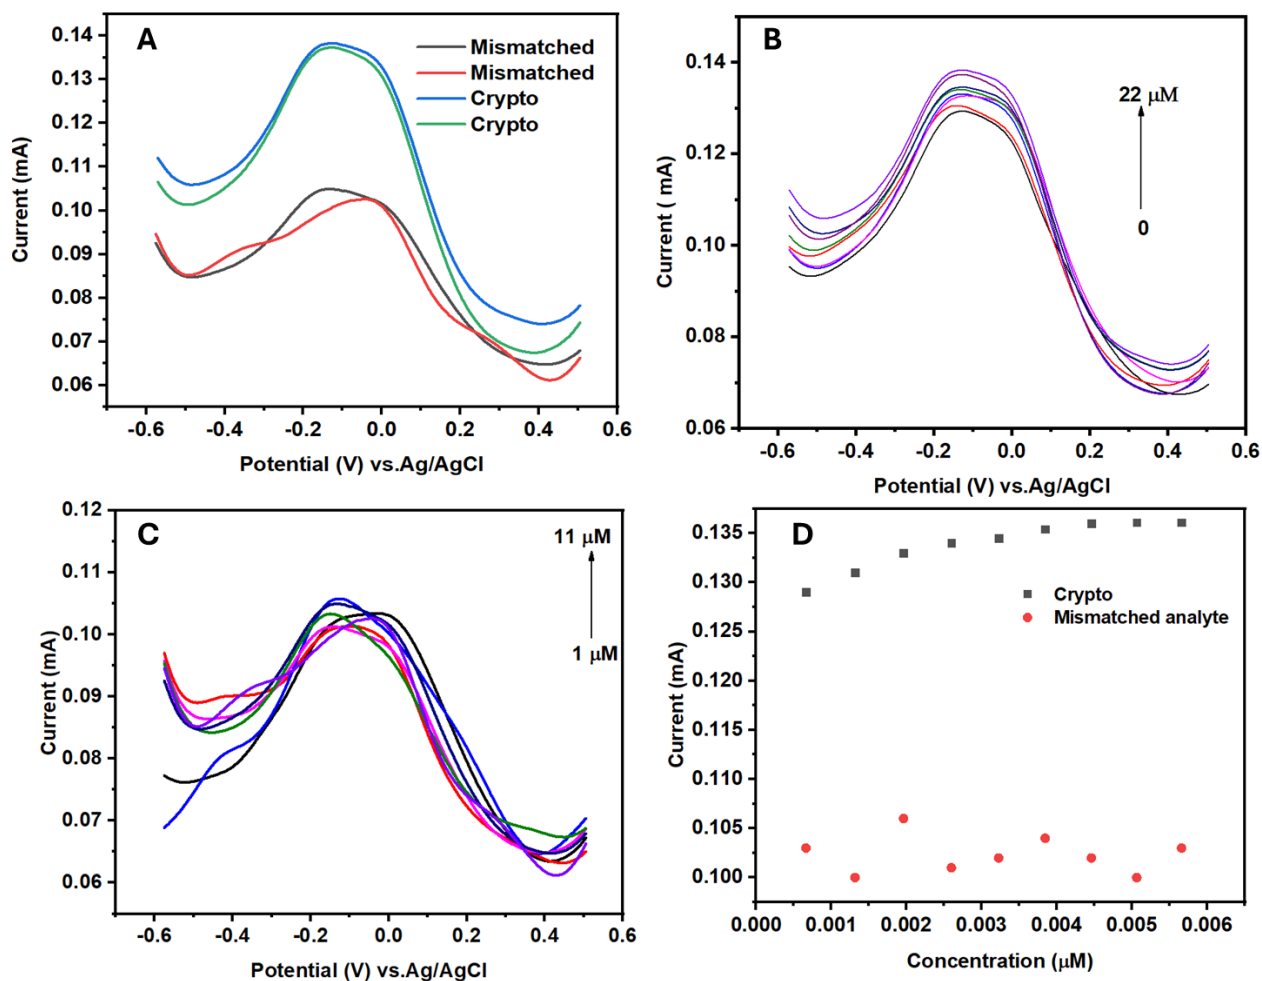 A
Mismatched
Mismatched
Crypto
Crypto
0.14
0.13
0.12
0.11
0.10
0.09
0.08
0.07
0.06
Current (mA)
-0.6 -0.4 -0.2 0.0 0.2 0.4 0.6
Potential (V) vs.Ag/AgCl
B
22 μM
0
0.14
0.12
0.10
0.08
0.06
Current ( mA)
-0.6 -0.4 -0.2 0.0 0.2 0.4 0.6
Potential (V) vs.Ag/AgCl
C
11 μM
1 μM
0.12
0.11
0.10
0.09
0.08
0.07
0.06
Current (mA)
-0.6 -0.4 -0.2 0.0 0.2 0.4 0.6
Potential (V) vs.Ag/AgCl
D
Crypto
Mismatched analyte
0.135
0.130
0.125
0.120
0.115
0.110
0.105
0.100
Current (mA)
0.000 0.001 0.002 0.003 0.004 0.005 0.006
Concentration (μM)